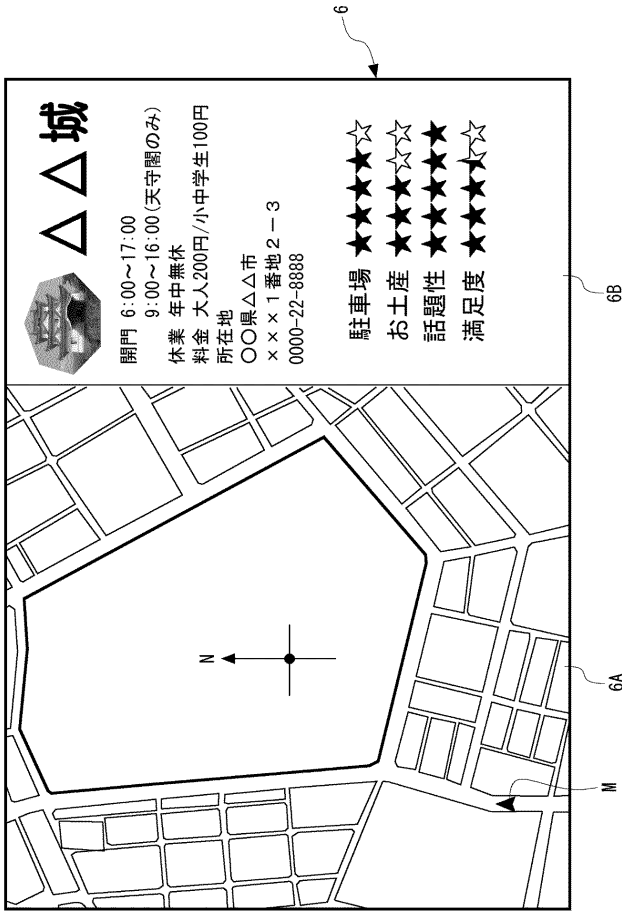 6
△△城
開門 6:00～17:00
9:00～16:00(天守閣のみ)
休業 年中無休
料金 大人200円/小中学生100円
所在地
〇〇県△△市
×××1番地2－3
0000-22-8888
駐車場 ★★★★☆
お土産 ★★★☆☆
話題性 ★★★★★
満足度 ★★★⯪☆
N
M
6A
6B